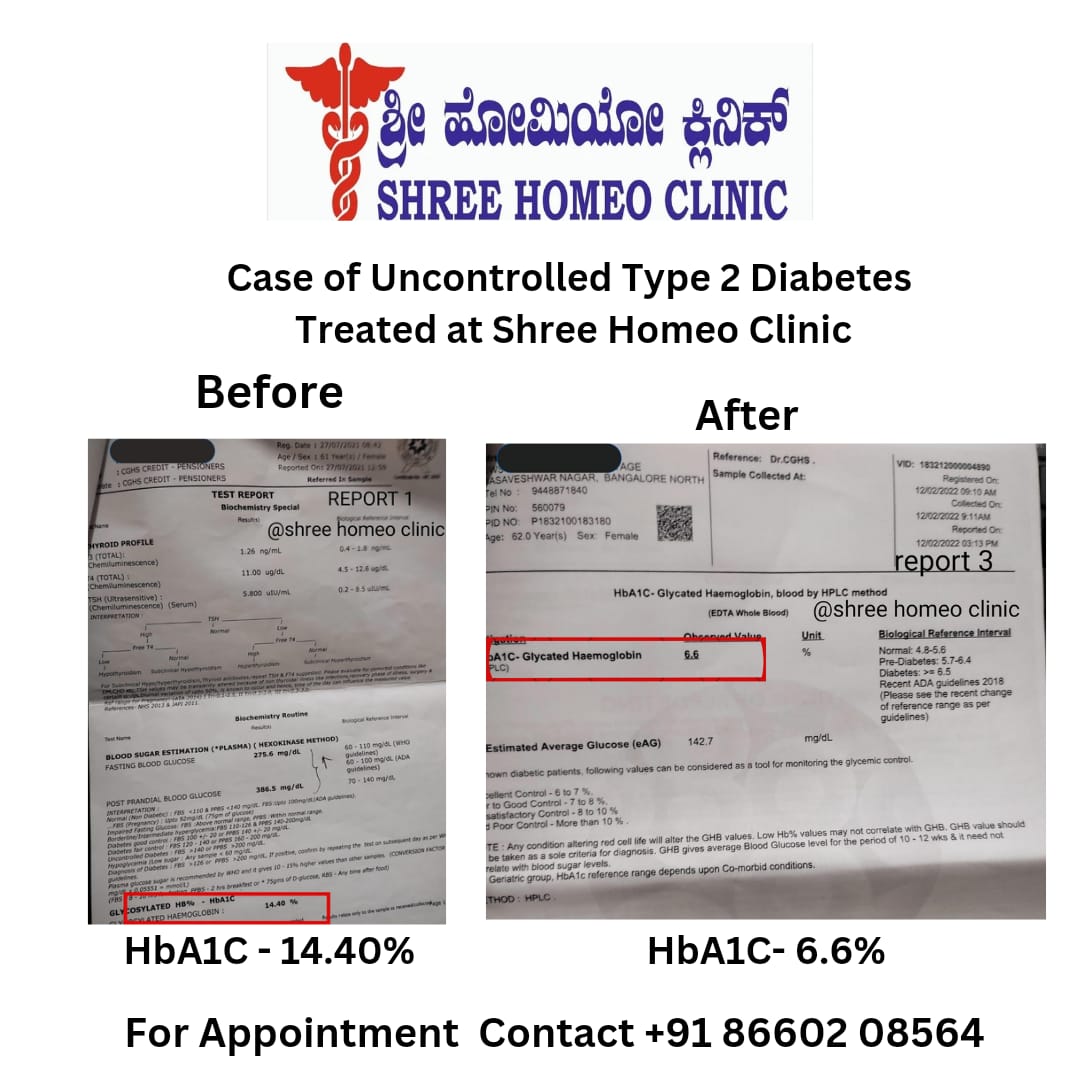 ಶ್ರೀ ಹೋಮಿಯೋ ಕ್ಲಿನಿಕ್
SHREE HOMEO CLINIC
Case of Uncontrolled Type 2 Diabetes
Treated at Shree Homeo Clinic
Before
After
Reg. Date : 27/07/2021 08:42
: CGHS CREDIT - PENSIONERS
Age / Sex : 61 Year(s) / Female
: CGHS CREDIT - PENSIONERS
Reported On: 27/07/2021 12:59
Referred In Sample
TEST REPORT
REPORT 1
Biochemistry Special
Name
Result(s)
Biological Reference Interval
@shree homeo clinic
HYROID PROFILE
3 (TOTAL):
1.26 ng/mL
0.4 - 1.8 ng/mL
Chemiluminescence)
4 (TOTAL) :
11.00 ug/dL
4.5 - 12.6 ug/dL
Chemiluminescence)
TSH (Ultrasensitive) :
5.800 uIU/mL
0.2 - 8.5 uIU/mL
(Chemiluminescence) (Serum)
INTERPRETATION :
TSH
High
Normal
Low
Free T4
Free T4
Low
Normal
High
Normal
Hypothyroidism
Subclinical Hypothyroidism
Hyperthyroidism
Subclinical Hyperthyroidism
References - NHS 2013 & JAPI 2011.
Biochemistry Routine
Test Name
Result(s)
Biological Reference Interval
BLOOD SUGAR ESTIMATION (*PLASMA) ( HEXOKINASE METHOD)
FASTING BLOOD GLUCOSE
275.6 mg/dL
60 - 110 mg/dL (WHO guidelines)
60 - 100 mg/dL (ADA guidelines)
POST PRANDIAL BLOOD GLUCOSE
386.5 mg/dL
70 - 140 mg/dL
INTERPRETATION :
Normal (Non Diabetic) : FBS <110 & PPBS <140 mg/dL.
GLYCOSYLATED HB% - HbA1C
14.40 %
HAEMOGLOBIN :
AGE
ASAVESHWAR NAGAR, BANGALORE NORTH
el No : 9448871840
PIN No: 560079
PID NO: P1832100183180
Age: 62.0 Year(s) Sex: Female
Reference: Dr.CGHS .
Sample Collected At:
VID: 183212000004890
Registered On:
12/02/2022 09:10 AM
Collected On:
12/02/2022 9:11AM
Reported On:
12/02/2022 03:13 PM
report 3
HbA1C- Glycated Haemoglobin, blood by HPLC method
(EDTA Whole Blood)
@shree homeo clinic
Observed Value
Unit
Biological Reference Interval
bA1C- Glycated Haemoglobin
6.6
%
Normal: 4.8-5.6
PLC)
Pre-Diabetes: 5.7-6.4
Diabetes: >= 6.5
Recent ADA guidelines 2018
(Please see the recent change
of reference range as per
guidelines)
Estimated Average Glucose (eAG)
142.7
mg/dL
own diabetic patients, following values can be considered as a tool for monitoring the glycemic control.
cellent Control - 6 to 7 %.
r to Good Control - 7 to 8 %.
satisfactory Control - 8 to 10 %
d Poor Control - More than 10 % .
TE : Any condition altering red cell life will alter the GHB values. Low Hb% values may not correlate with GHB. GHB value should
be taken as a sole criteria for diagnosis. GHB gives average Blood Glucose level for the period of 10 - 12 wks & it need not
relate with blood sugar levels.
Geriatric group, HbA1c reference range depends upon Co-morbid conditions.
THOD : HPLC .
HbA1C - 14.40%
HbA1C- 6.6%
For Appointment Contact +91 86602 08564